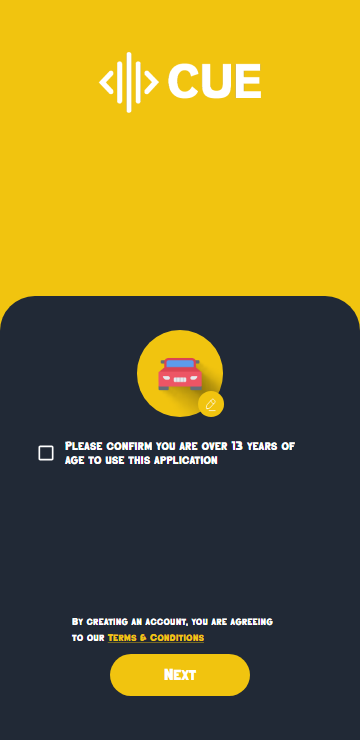 CUE
Please confirm you are over 13 years of
age to use this application
By creating an account, you are agreeing
to our Terms & Conditions
Next